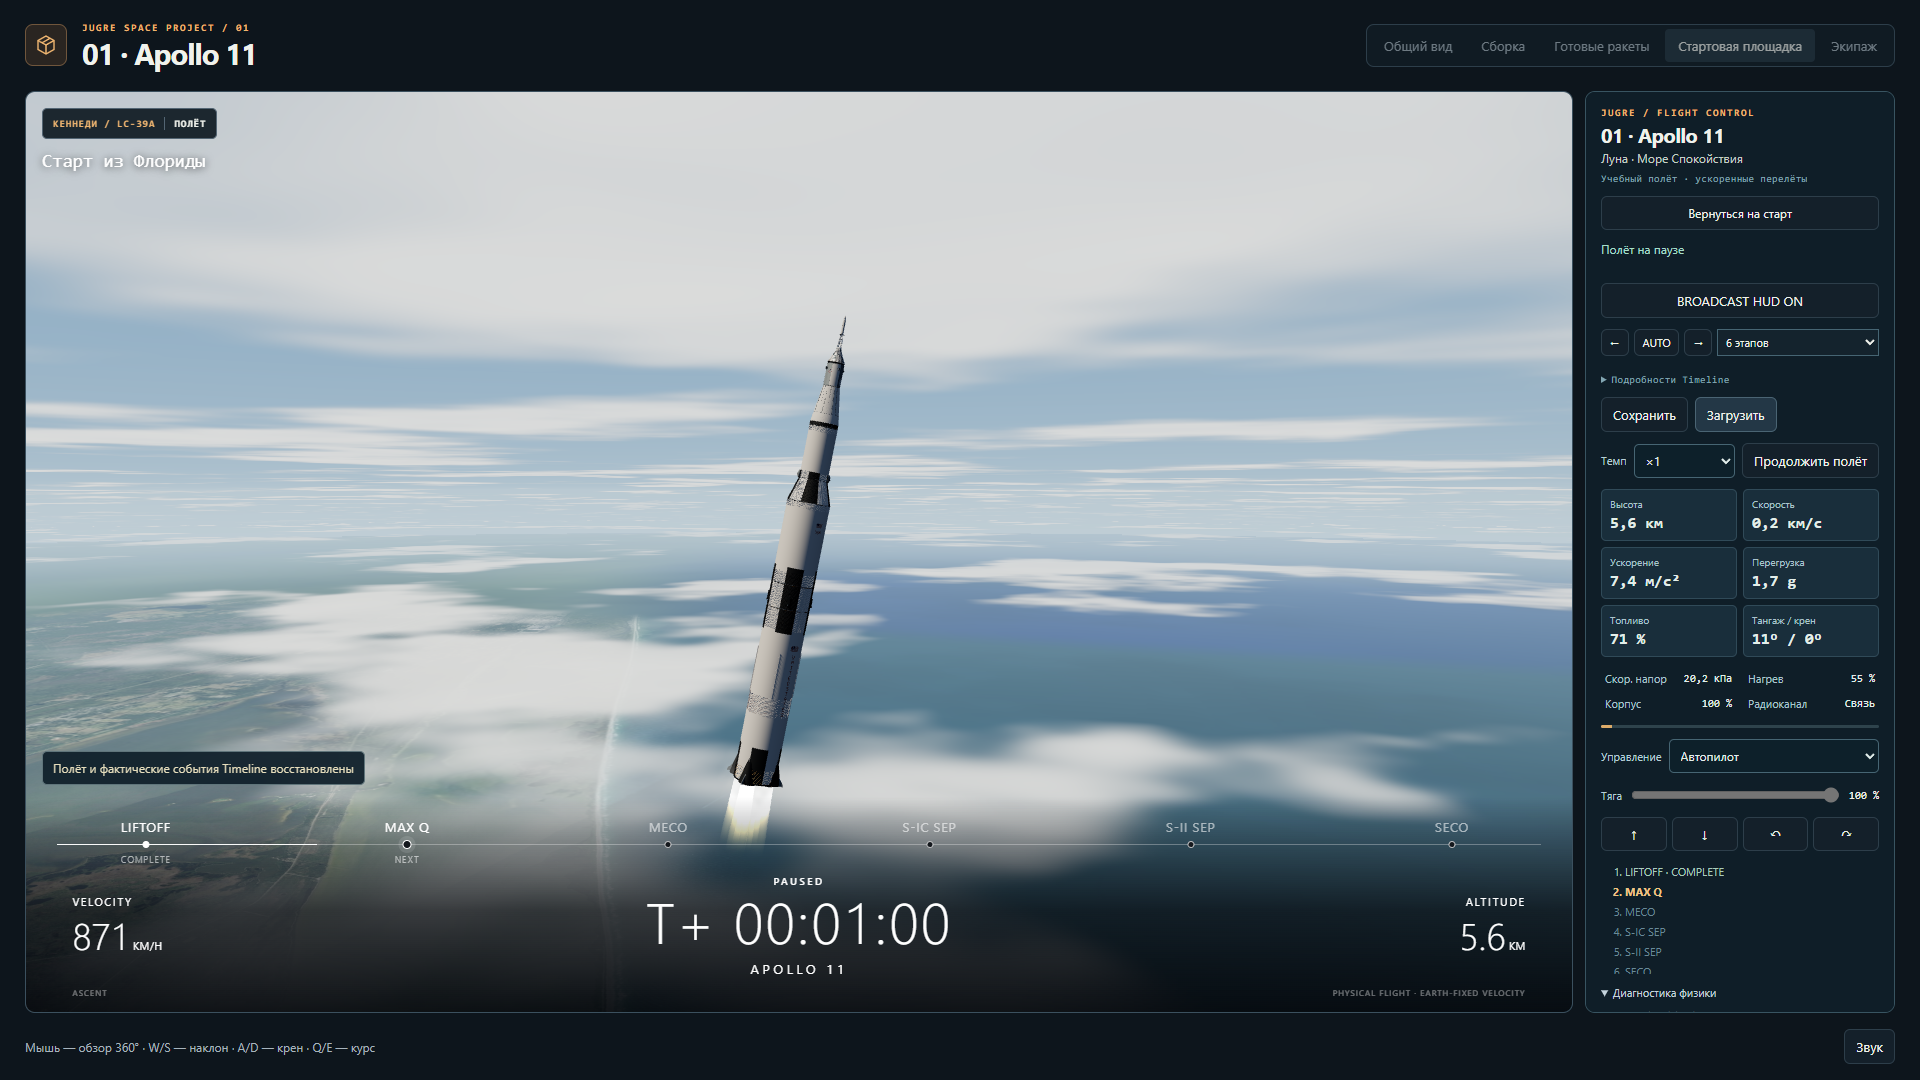 JUGRE SPACE PROJECT / 01
01 · Apollo 11
Общий вид
Сборка
Готовые ракеты
Стартовая площадка
Экипаж
КЕННЕДИ / LC-39A | ПОЛЁТ
Старт из Флориды
Полёт и фактические события Timeline восстановлены
LIFTOFF
MAX Q
MECO
S-IC SEP
S-II SEP
SECO
COMPLETE
NEXT
PAUSED
VELOCITY
871 КМ/H
T+ 00:01:00
APOLLO 11
ALTITUDE
5.6 КМ
ASCENT
PHYSICAL FLIGHT · EARTH-FIXED VELOCITY
JUGRE / FLIGHT CONTROL
01 · Apollo 11
Луна · Море Спокойствия
Учебный полёт · ускоренные перелёты
Вернуться на старт
Полёт на паузе
BROADCAST HUD ON
← AUTO → 6 этапов
▶ Подробности Timeline
Сохранить Загрузить
Темп ×1 Продолжить полёт
Высота
5,6 км
Скорость
0,2 км/с
Ускорение
7,4 м/с²
Перегрузка
1,7 g
Топливо
71 %
Тангаж / крен
11° / 0°
Скор. напор 20,2 кПа Нагрев 55 %
Корпус 100 % Радиоканал Связь
Управление Автопилот
Тяга 100 %
↑ ↓ ↶ ↷
1. LIFTOFF · COMPLETE
2. MAX Q
3. MECO
4. S-IC SEP
5. S-II SEP
6. SECO
▼ Диагностика физики
Мышь — обзор 360° · W/S — наклон · A/D — крен · Q/E — курс
Звук